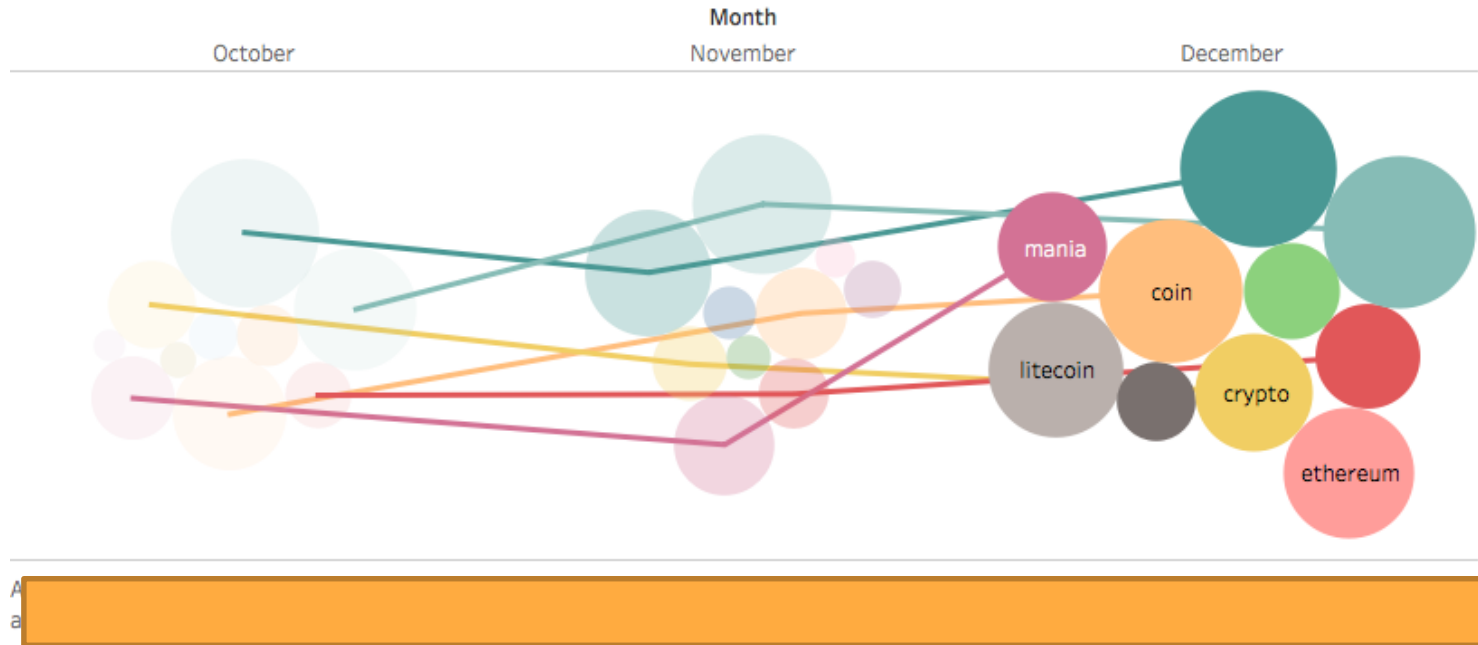 Month
October November December
mania
coin
litecoin
crypto
ethereum
A
a